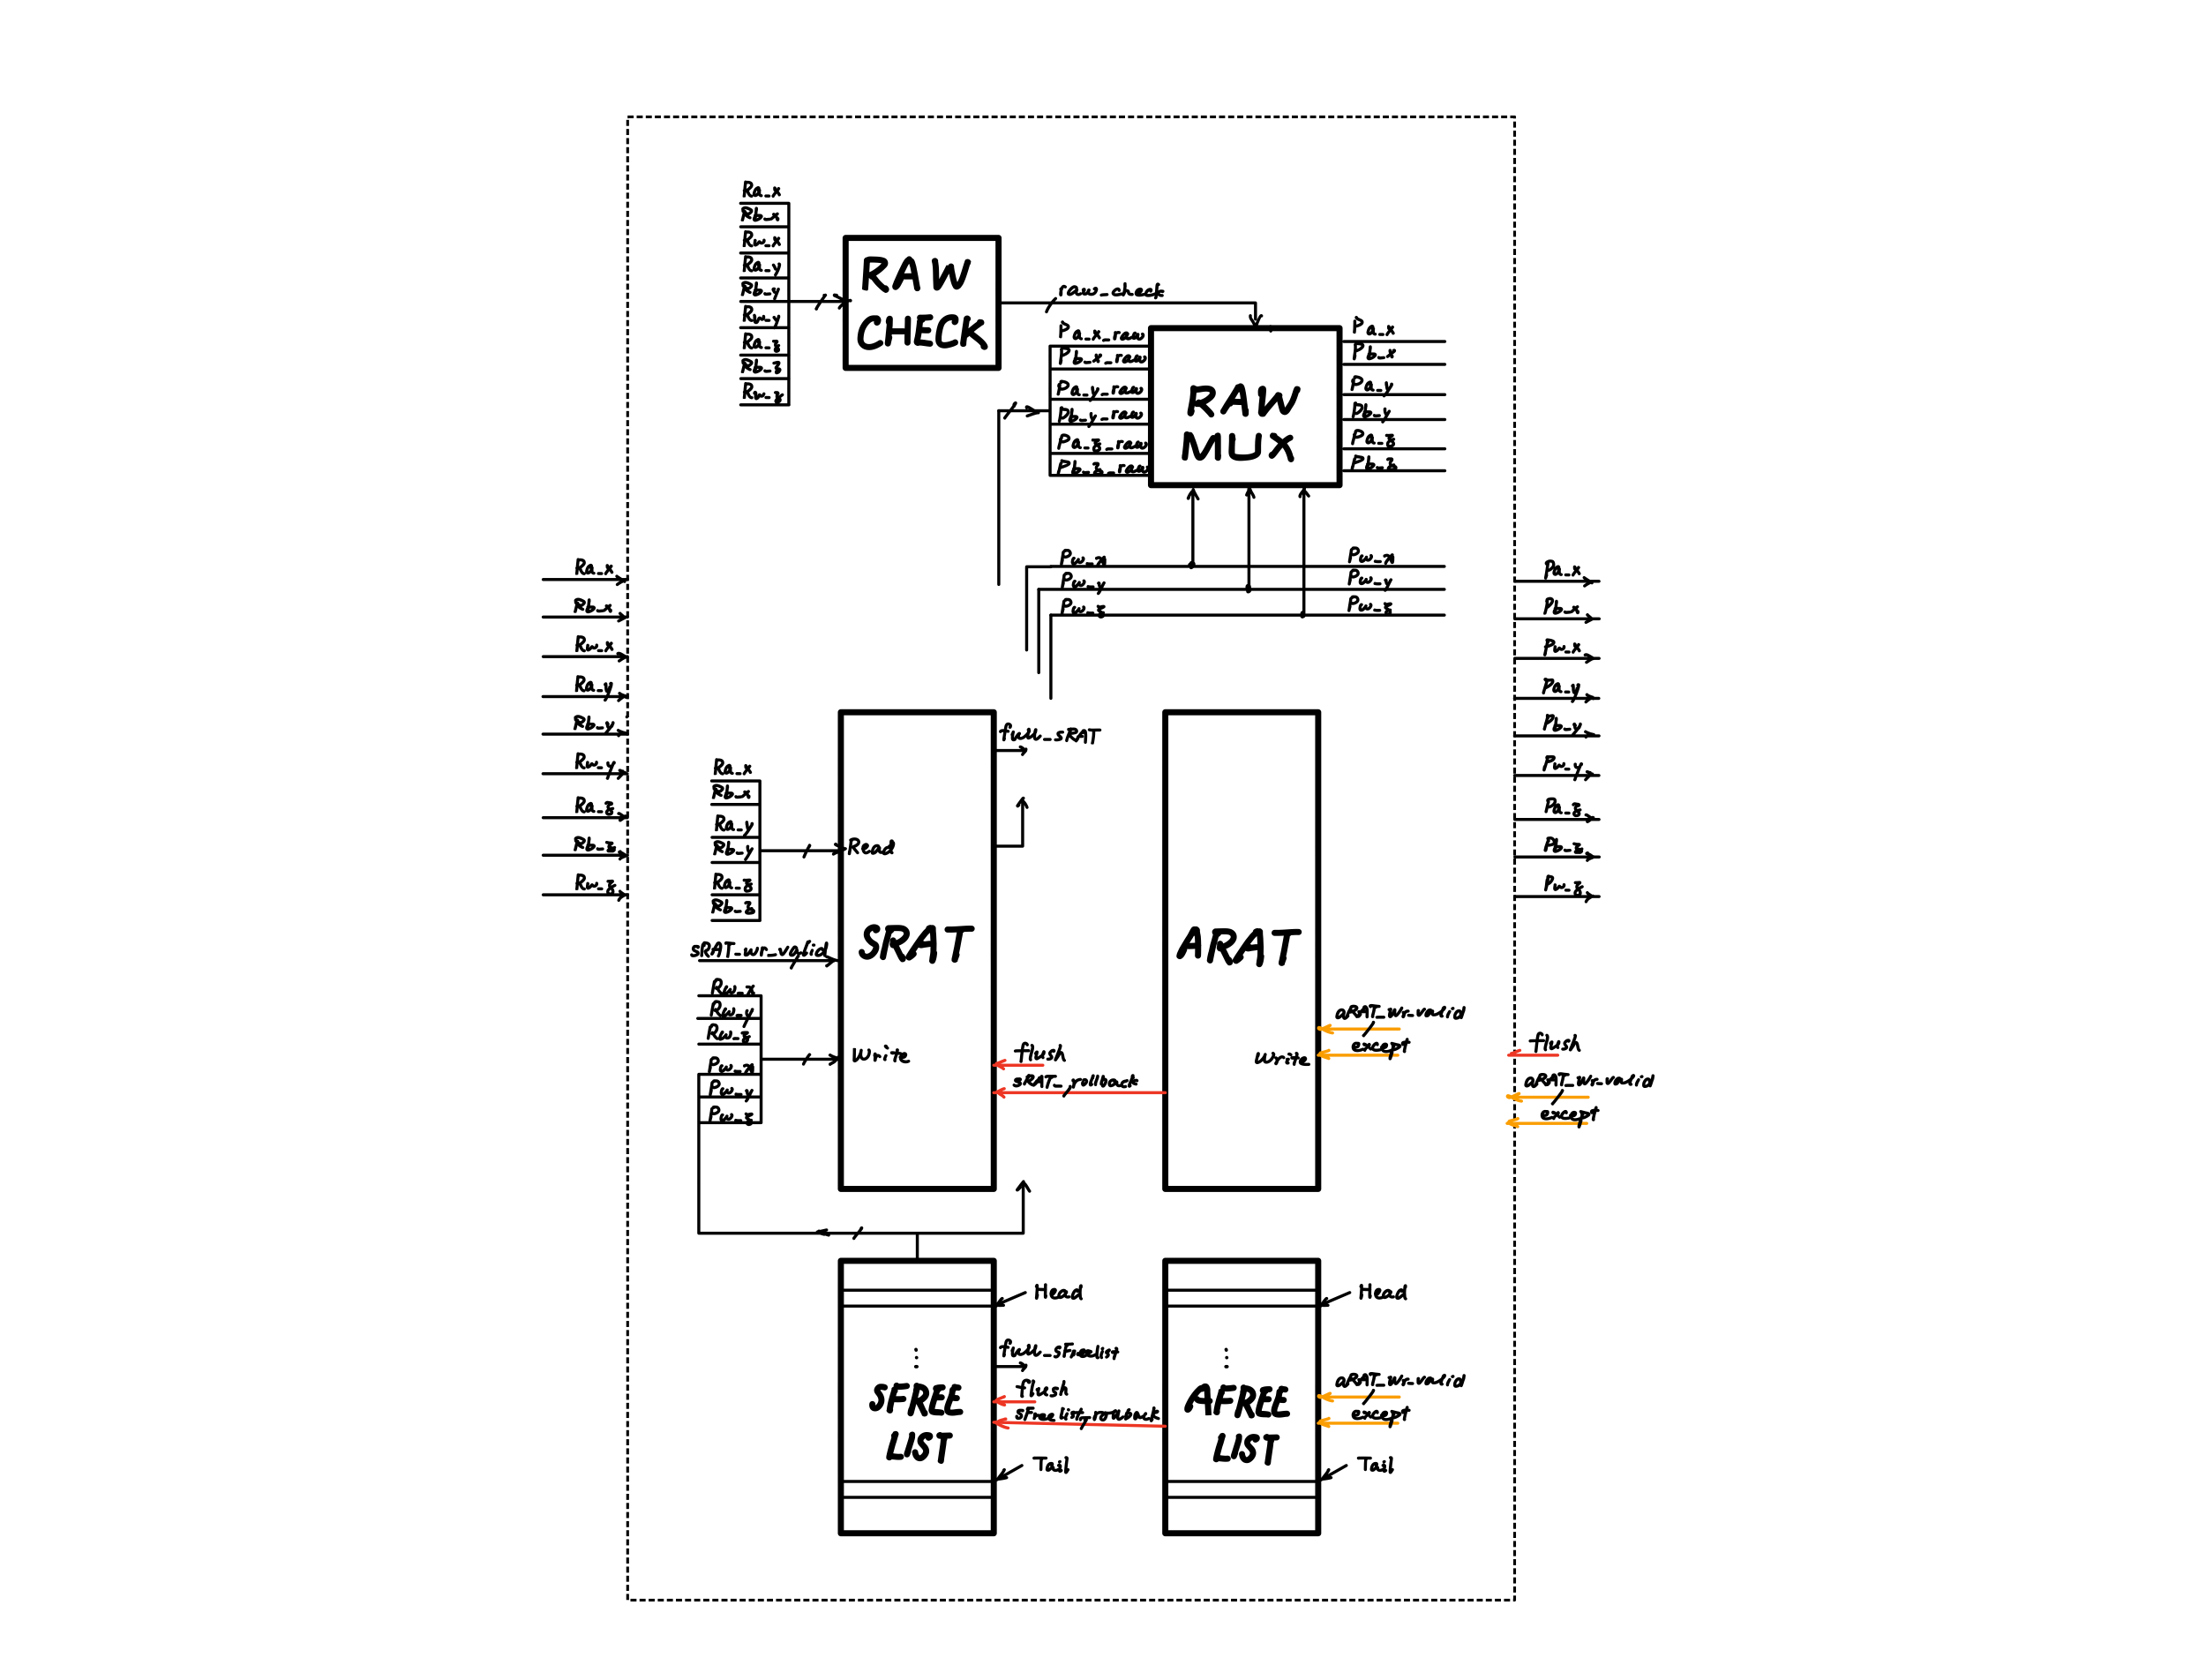 Ra_x
Rb_x
Rw_x
Ra_y
Rb_y
Rw_y
Ra_z
Rb_z
Rw_z
RAW
CHECK
raw_check
Pa_x_raw
Pb_x_raw
Pa_y_raw
Pb_y_raw
Pa_z_raw
Pb_z_raw
RAW
MUX
Pa_x
Pb_x
Pa_y
Pb_y
Pa_z
Pb_z
Pw_x
Pw_y
Pw_z
Pw_x
Pw_y
Pw_z
Ra_x
Rb_x
Rw_x
Ra_y
Rb_y
Rw_y
Ra_z
Rb_z
Rw_z
Pa_x
Pb_x
Pw_x
Pa_y
Pb_y
Pw_y
Pa_z
Pb_z
Pw_z
Ra_x
Rb_x
Ra_y
Rb_y
Ra_z
Rb_z
Read
full_sRAT
SRAT
ARAT
sRAT_wr_valid
Rw_x
Rw_y
Rw_z
Pw_x
Pw_y
Pw_z
Write
flush
sRAT_rollback
Write
aRAT_wr_valid
except
flush
aRAT_wr_valid
except
Head
full_sFreelist
flush
sFree list_rollback
Tail
SFREE
LIST
Head
aRAT_wr_valid
except
Tail
AFREE
LIST